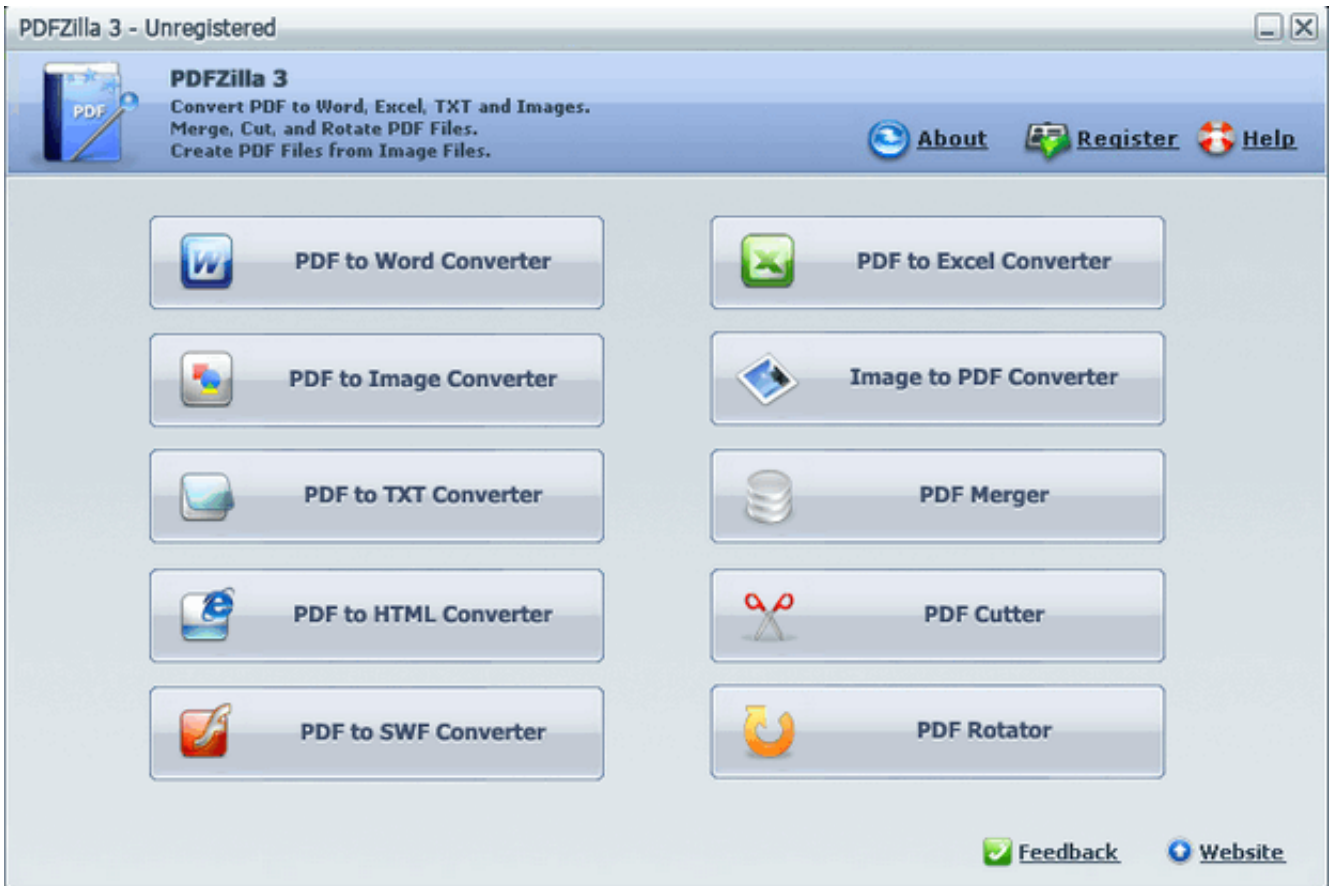 PDFZilla 3 - Unregistered
PDFZilla 3
Convert PDF to Word, Excel, TXT and Images.
Merge, Cut, and Rotate PDF Files.
Create PDF Files from Image Files.
PDF
About
Register
Help
W
PDF to Word Converter
X
PDF to Excel Converter
PDF to Image Converter
Image to PDF Converter
PDF to TXT Converter
PDF Merger
PDF to HTML Converter
PDF Cutter
PDF to SWF Converter
PDF Rotator
Feedback
Website